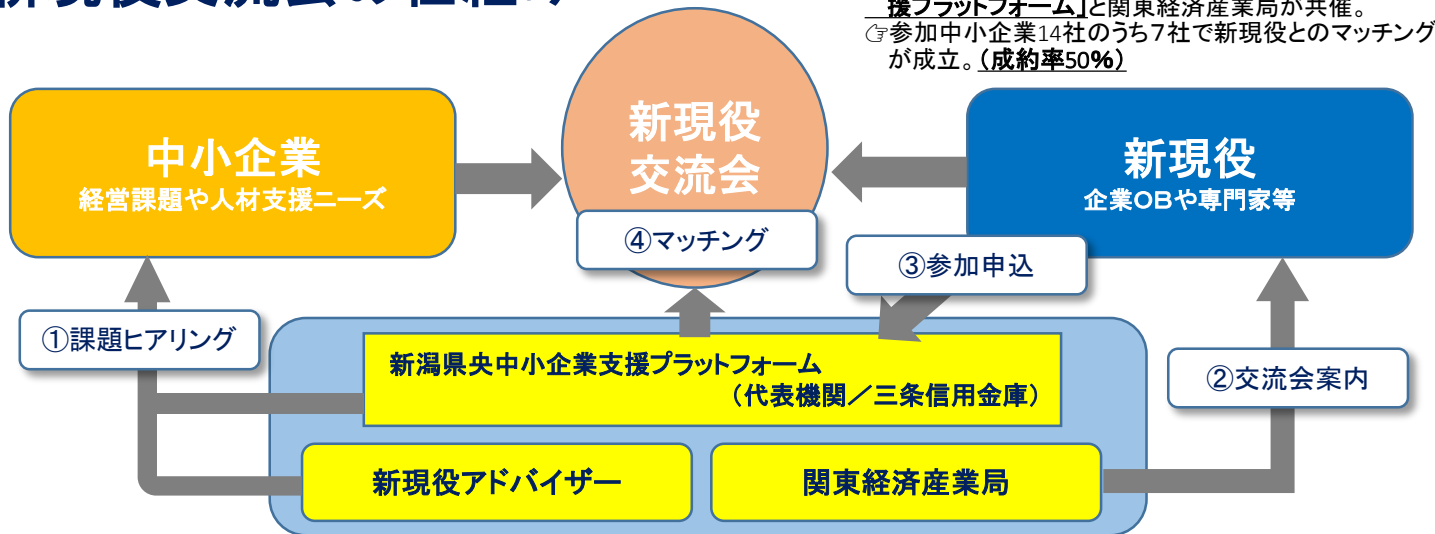 新現役交流会の仕組み
援プラットフォーム」と関東経済産業局が共催。
☞参加中小企業14社のうち７社で新現役とのマッチング
が成立。(成約率50%)
中小企業
経営課題や人材支援ニーズ
新現役
交流会
新現役
企業OBや専門家等
④マッチング
③参加申込
①課題ヒアリング
新潟県央中小企業支援プラットフォーム
（代表機関／三条信用金庫）
②交流会案内
新現役アドバイザー
関東経済産業局